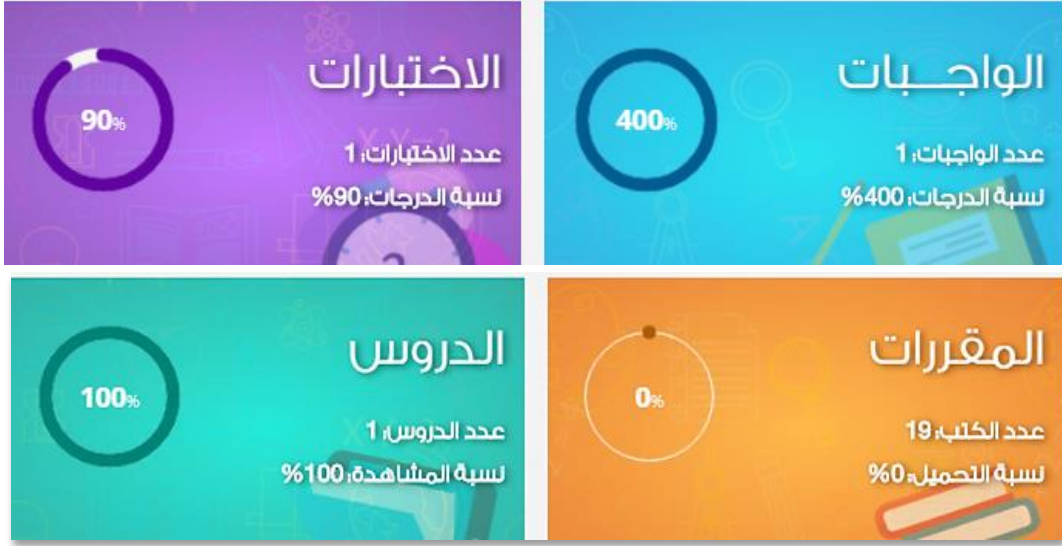 الواجـــبات
400%
عدد الواجبات: 1
نسبة الدرجات: 400%
الاختبارات
90%
عدد الاختبارات: 1
نسبة الدرجات: 90%
المقررات
0%
عدد الكتب: 19
نسبة التحميل: 0%
الدروس
100%
عدد الدروس: 1
نسبة المشاهدة: 100%